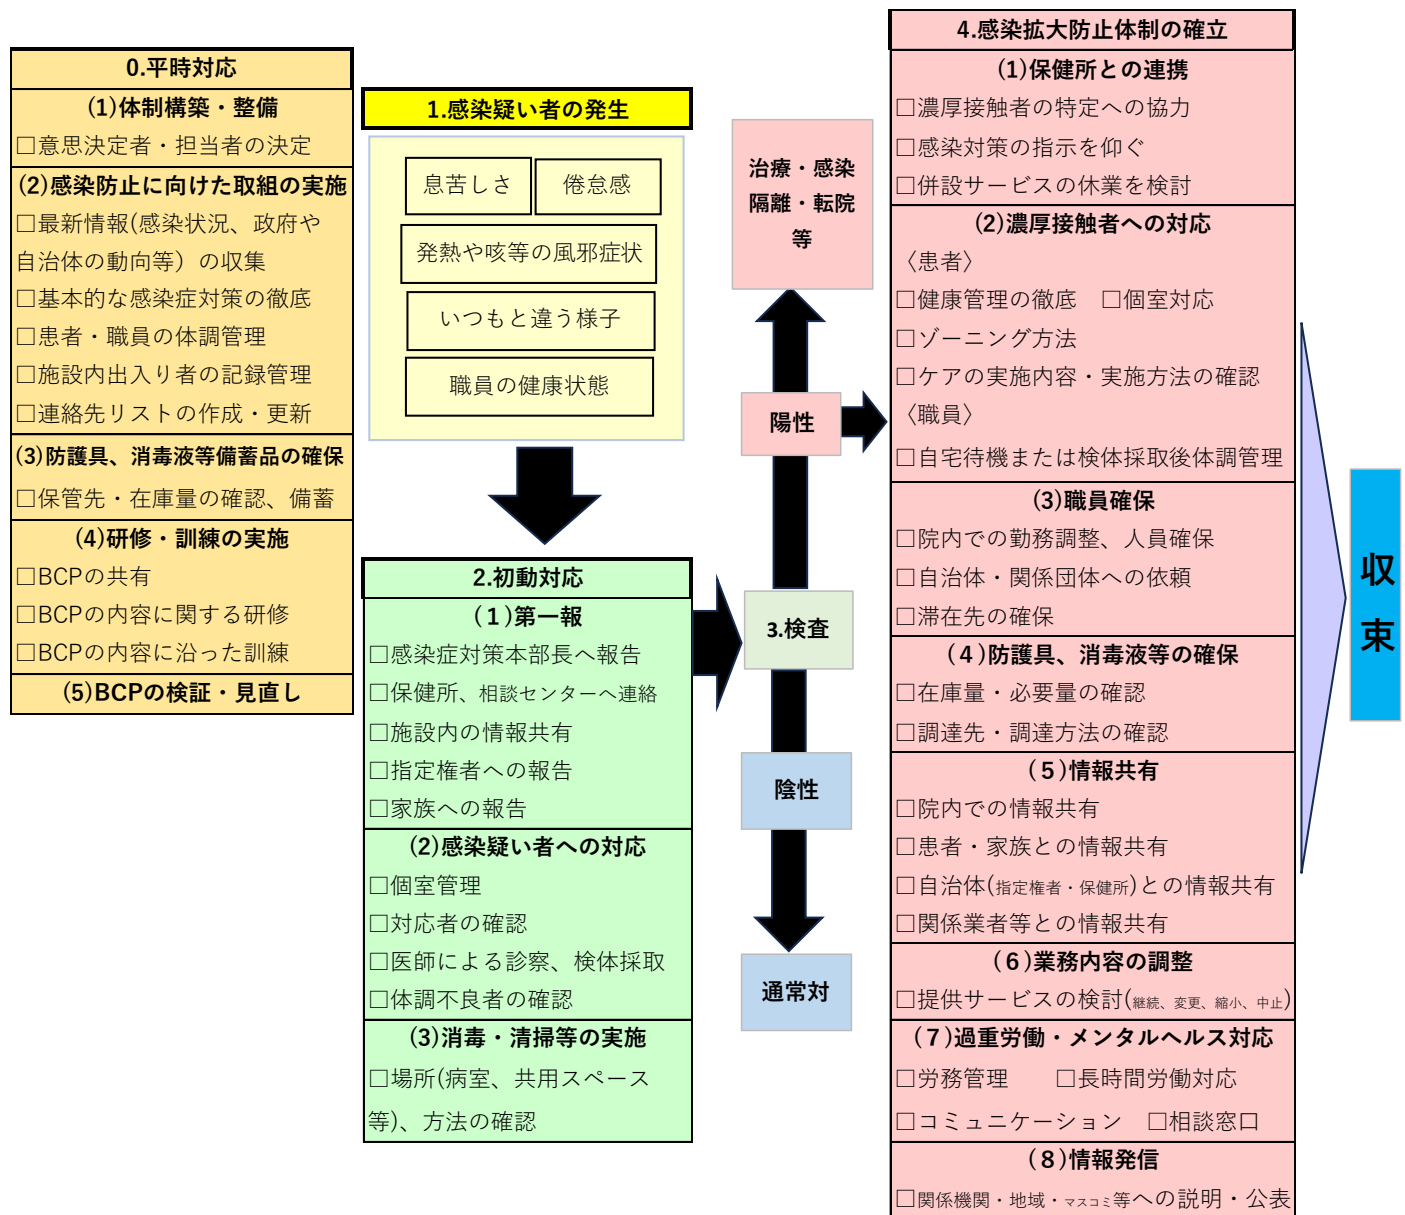 0.平時対応
(1)体制構築・整備
□意思決定者・担当者の決定
(2)感染防止に向けた取組の実施
□最新情報(感染状況、政府や
自治体の動向等）の収集
□基本的な感染症対策の徹底
□患者・職員の体調管理
□施設内出入り者の記録管理
□連絡先リストの作成・更新
(3)防護具、消毒液等備蓄品の確保
□保管先・在庫量の確認、備蓄
(4)研修・訓練の実施
□BCPの共有
□BCPの内容に関する研修
□BCPの内容に沿った訓練
(5)BCPの検証・見直し
1.感染疑い者の発生
息苦しさ
倦怠感
発熱や咳等の風邪症状
いつもと違う様子
職員の健康状態
2.初動対応
(１)第一報
□感染症対策本部長へ報告
□保健所、相談センターへ連絡
□施設内の情報共有
□指定権者への報告
□家族への報告
(2)感染疑い者への対応
□個室管理
□対応者の確認
□医師による診察、検体採取
□体調不良者の確認
(3)消毒・清掃等の実施
□場所(病室、共用スペース
等)、方法の確認
治療・感染
隔離・転院
等
陽性
3.検査
陰性
通常対
4.感染拡大防止体制の確立
(1)保健所との連携
□濃厚接触者の特定への協力
□感染対策の指示を仰ぐ
□併設サービスの休業を検討
(2)濃厚接触者への対応
〈患者〉
□健康管理の徹底　□個室対応
□ゾーニング方法
□ケアの実施内容・実施方法の確認
〈職員〉
□自宅待機または検体採取後体調管理
(3)職員確保
□院内での勤務調整、人員確保
□自治体・関係団体への依頼
□滞在先の確保
(４)防護具、消毒液等の確保
□在庫量・必要量の確認
□調達先・調達方法の確認
(５)情報共有
□院内での情報共有
□患者・家族との情報共有
□自治体(指定権者・保健所)との情報共有
□関係業者等との情報共有
(６)業務内容の調整
□提供サービスの検討(継続、変更、縮小、中止)
(７)過重労働・メンタルヘルス対応
□労務管理　　□長時間労働対応
□コミュニケーション　□相談窓口
(８)情報発信
□関係機関・地域・マスコミ等への説明・公表
収
束